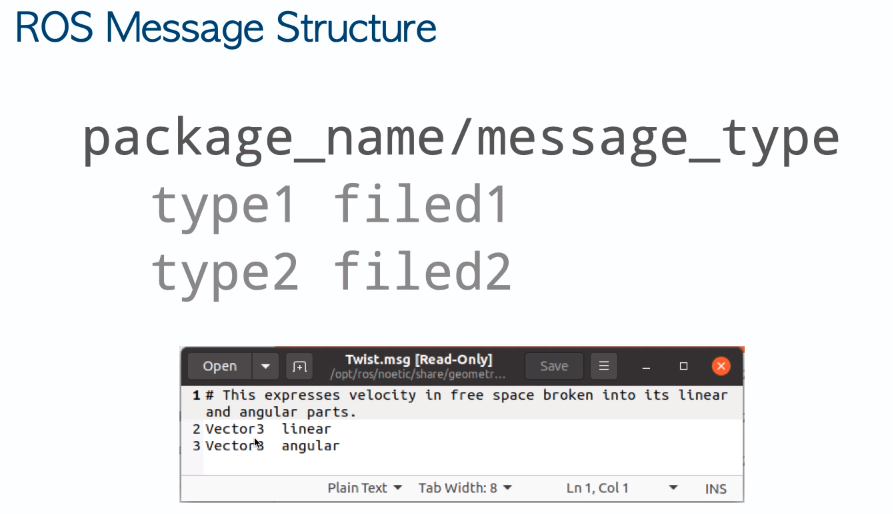 ROS Message Structure
package_name/message_type
type1 filed1
type2 filed2
Open
Twist.msg [Read-Only]
/opt/ros/noetic/share/geometr...
Save
1 # This expresses velocity in free space broken into its linear
and angular parts.
2 Vector3  linear
3 Vector3  angular
Plain Text Tab Width: 8 Ln 1, Col 1 INS